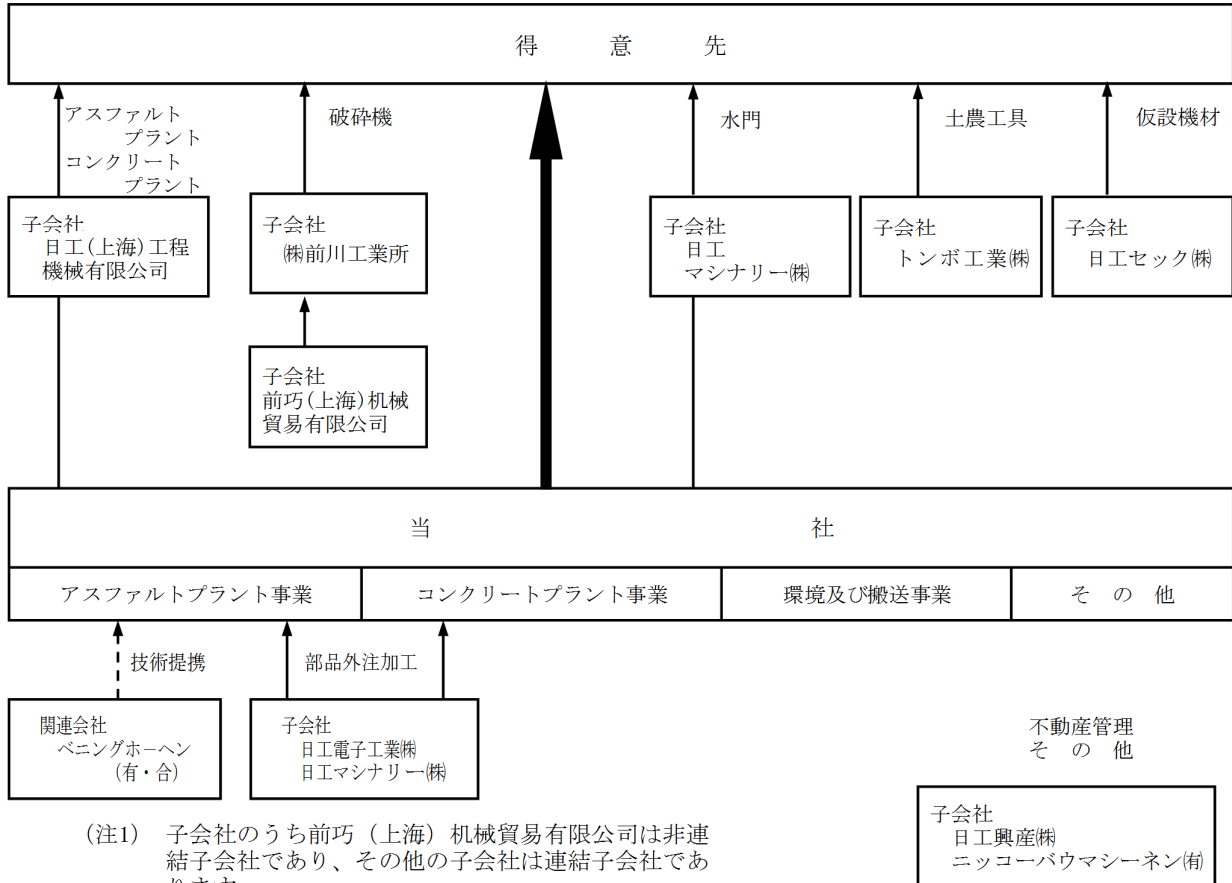 得 意 先
アスファルト
プラント
コンクリート
プラント
破砕機
水門
土農工具
仮設機材
子会社
日工(上海)工程
機械有限公司
子会社
㈱前川工業所
子会社
日工
マシナリー㈱
子会社
トンボ工業㈱
子会社
日工セック㈱
子会社
前巧(上海)机械
貿易有限公司
当 社
アスファルトプラント事業
コンクリートプラント事業
環境及び搬送事業
そ の 他
技術提携
部品外注加工
関連会社
ベニングホーヘン
(有・合)
子会社
日工電子工業㈱
日工マシナリー㈱
不動産管理
そ の 他
子会社
日工興産㈱
ニッコーバウマシーネン㈲
(注1) 子会社のうち前巧（上海）机械貿易有限公司は非連
結子会社であり、その他の子会社は連結子会社であ
ります